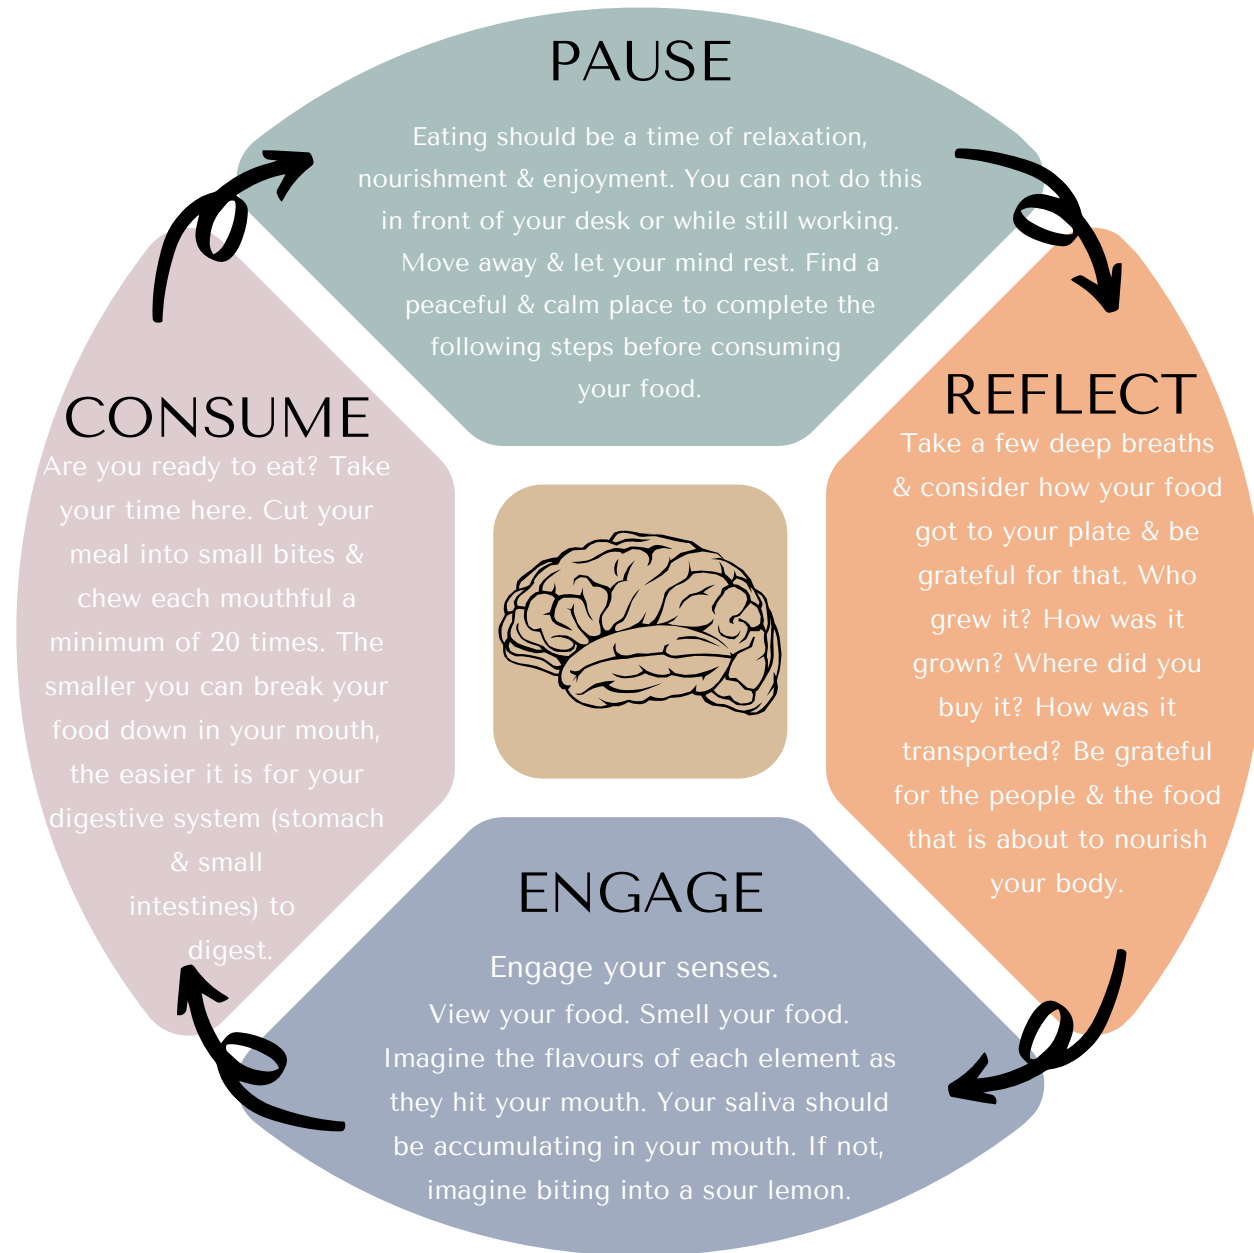 PAUSE
Eating should be a time of relaxation,
nourishment & enjoyment. You can not do this
in front of your desk or while still working.
Move away & let your mind rest. Find a
peaceful & calm place to complete the
following steps before consuming
your food.
REFLECT
Take a few deep breaths
& consider how your food
got to your plate & be
grateful for that. Who
grew it? How was it
grown? Where did you
buy it? How was it
transported? Be grateful
for the people & the food
that is about to nourish
your body.
ENGAGE
Engage your senses.
View your food. Smell your food.
Imagine the flavours of each element as
they hit your mouth. Your saliva should
be accumulating in your mouth. If not,
imagine biting into a sour lemon.
CONSUME
Are you ready to eat? Take
your time here. Cut your
meal into small bites &
chew each mouthful a
minimum of 20 times. The
smaller you can break your
food down in your mouth,
the easier it is for your
digestive system (stomach
& small
intestines) to
digest.